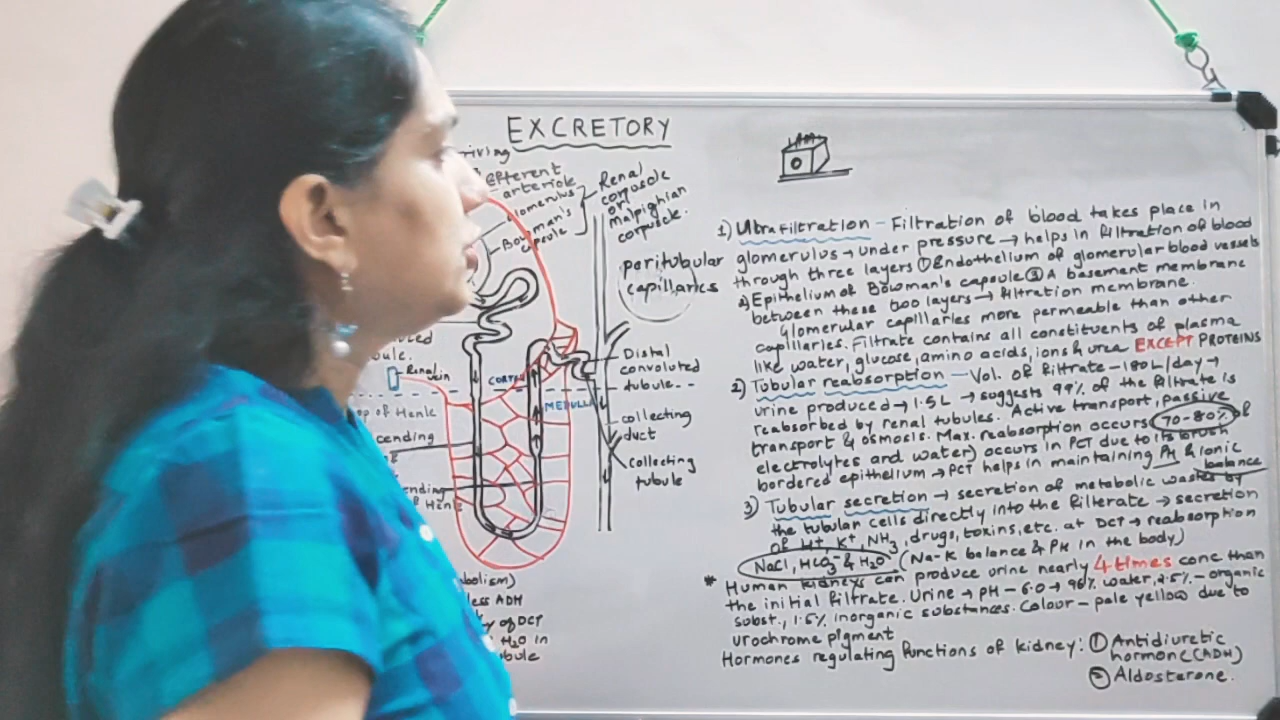 EXCRETORY
efferent
arteriole
Glomerulus
Bowman's
capsule
Renal
corpuscle
or
malpighian
corpuscle.
peritubular
capillaries
Renal
vein
CORTEX
MEDULLA
Distal
convoluted
tubule--
collecting
duct
collecting
tubule
less ADH
of DCT
H₂O in
1) Ultrafiltration – Filtration of blood takes place in
glomerulus → under pressure → helps in filtration of blood
through three layers ① Endothelium of glomerular blood vessels
② Epithelium of Bowman's capsule ③ A basement membrane
between these two layers → filtration membrane.
Glomerular capillaries more permeable than other
capillaries. Filtrate contains all constituents of plasma
like water, glucose, amino acids, ions & urea EXCEPT PROTEINS
2) Tubular reabsorption – Vol. of filtrate – 180L/day →
urine produced → 1.5L → suggests 99% of the filtrate is
reabsorbed by renal tubules. Active transport, passive
transport & osmosis. Max. reabsorption occurs (70-80% of
electrolytes and water) occurs in PCT due to its brush
bordered epithelium → PCT helps in maintaining PH & ionic
balance
3) Tubular secretion → secretion of metabolic wastes by
the tubular cells directly into the filterate → secretion
of H⁺, K⁺, NH₃, drugs, toxins, etc. at DCT → reabsorption
NaCl, HCO₃⁻ & H₂O (Na-K balance & PH in the body)
* Human kidneys can produce urine nearly 4 times conc than
the initial filtrate. Urine → PH – 6.0 → 96% water, 2.5% – organic
subst., 1.5% inorganic substances. Colour – pale yellow due to
urochrome pigment
Hormones regulating functions of kidney: ① Antidiuretic
hormone (ADH)
② Aldosterone.